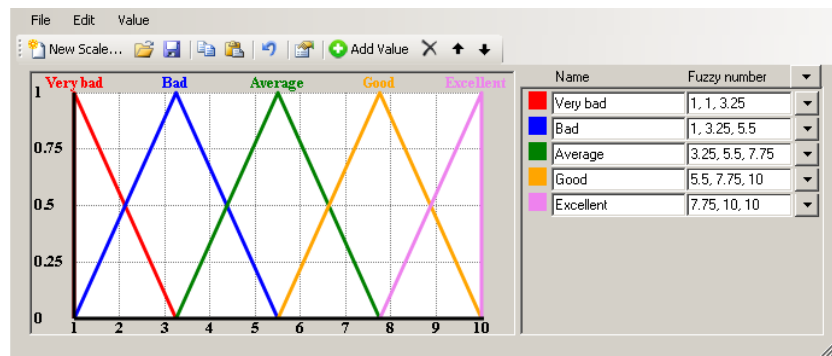 File Edit Value
New Scale... Add Value
Very bad Bad Average Good Excellent
1
0.75
0.5
0.25
0
1 2 3 4 5 6 7 8 9 10
Name Fuzzy number
Very bad 1, 1, 3.25
Bad 1, 3.25, 5.5
Average 3.25, 5.5, 7.75
Good 5.5, 7.75, 10
Excellent 7.75, 10, 10